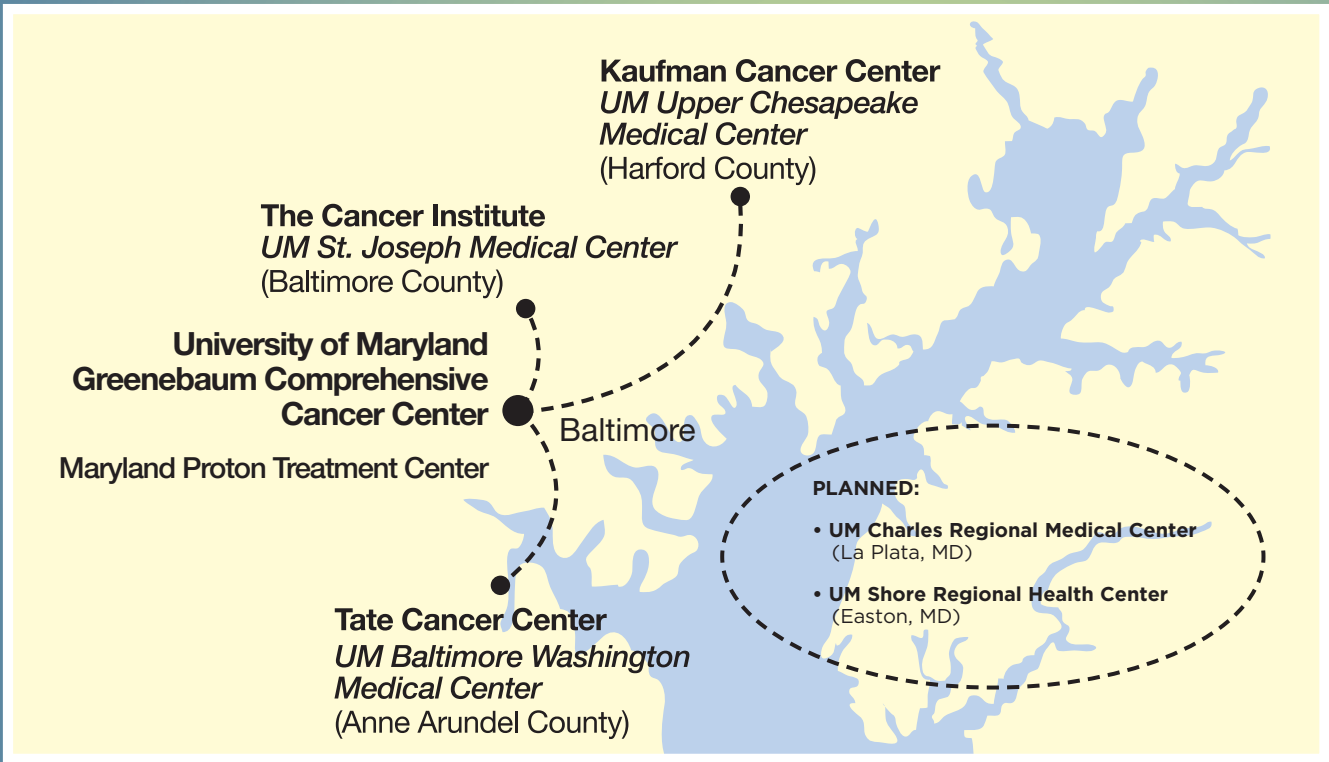 Kaufman Cancer Center
UM Upper Chesapeake
Medical Center
(Harford County)
The Cancer Institute
UM St. Joseph Medical Center
(Baltimore County)
University of Maryland
Greenebaum Comprehensive
Cancer Center
Baltimore
Maryland Proton Treatment Center
PLANNED:
• UM Charles Regional Medical Center
(La Plata, MD)
• UM Shore Regional Health Center
(Easton, MD)
Tate Cancer Center
UM Baltimore Washington
Medical Center
(Anne Arundel County)